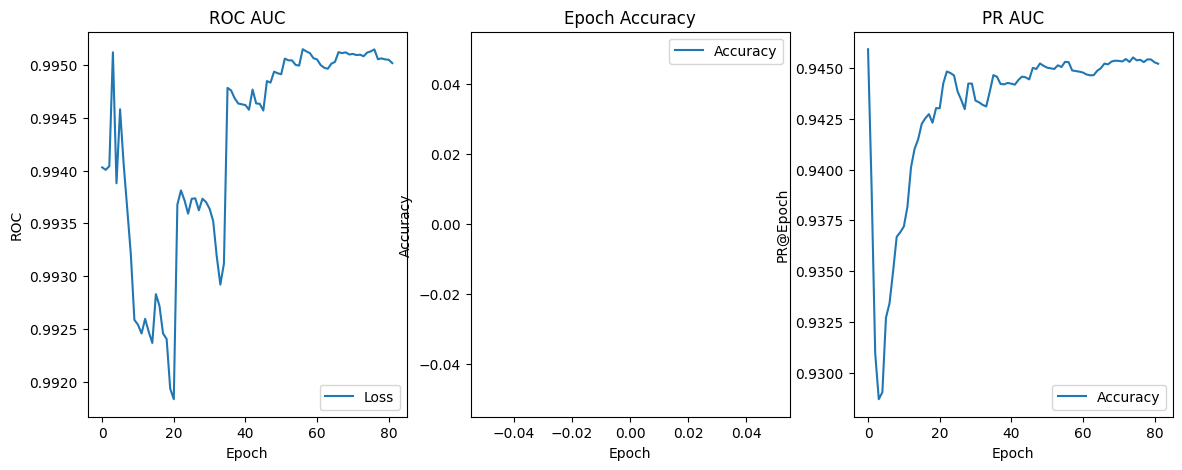 ROC AUC
ROC
0.9950
0.9945
0.9940
0.9935
0.9930
0.9925
0.9920
0 20 40 60 80
Epoch
Loss
Epoch Accuracy
Accuracy
0.04
0.02
0.00
−0.02
−0.04
−0.04 −0.02 0.00 0.02 0.04
Epoch
Accuracy
PR AUC
PR@Epoch
0.9450
0.9425
0.9400
0.9375
0.9350
0.9325
0.9300
0 20 40 60 80
Epoch
Accuracy